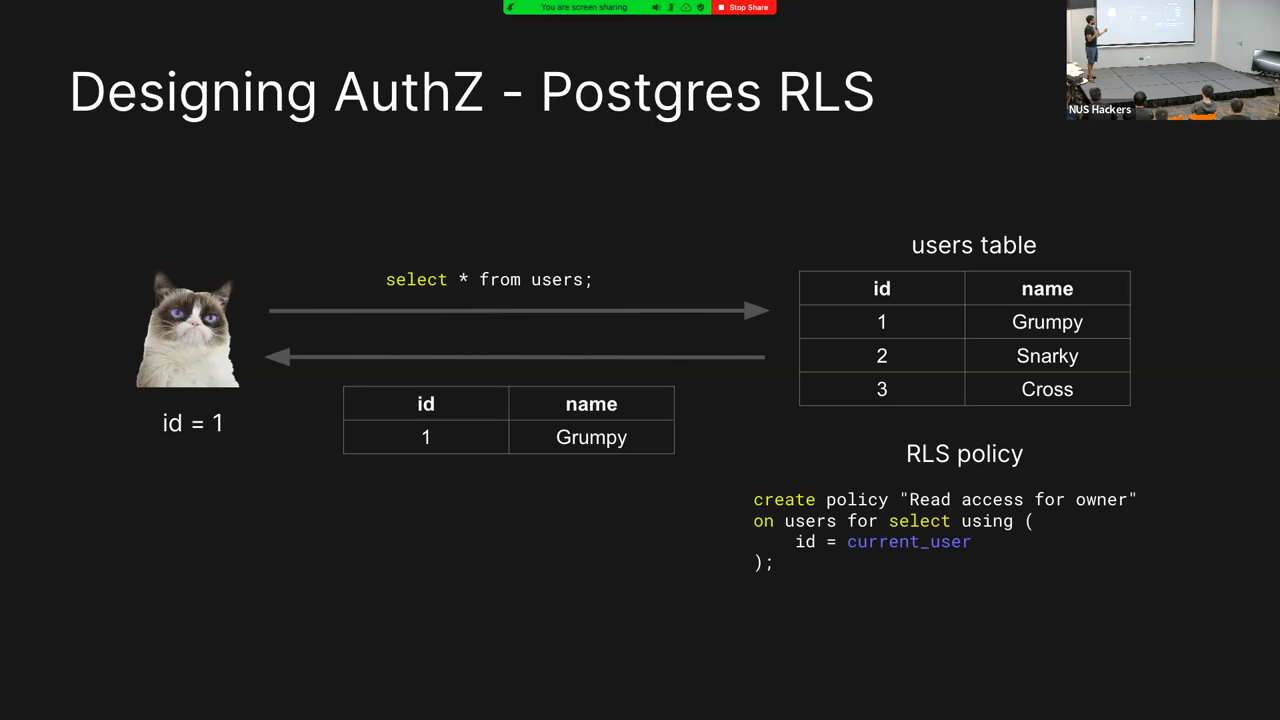 You are screen sharing
Stop Share
Designing AuthZ - Postgres RLS
NUS Hackers
users table
select * from users;
id name
1 Grumpy
2 Snarky
3 Cross
id name
1 Grumpy
id = 1
RLS policy
create policy "Read access for owner"
on users for select using (
id = current_user
);